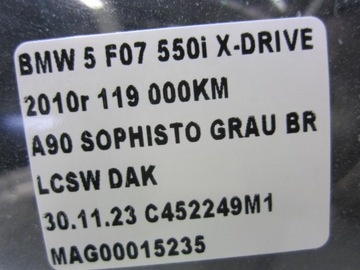 BMW 5 F07 550i X-DRIVE
2010r 119 000KM
A90 SOPHISTO GRAU BR
LCSW DAK
30.11.23 C452249M1
MAG00015235